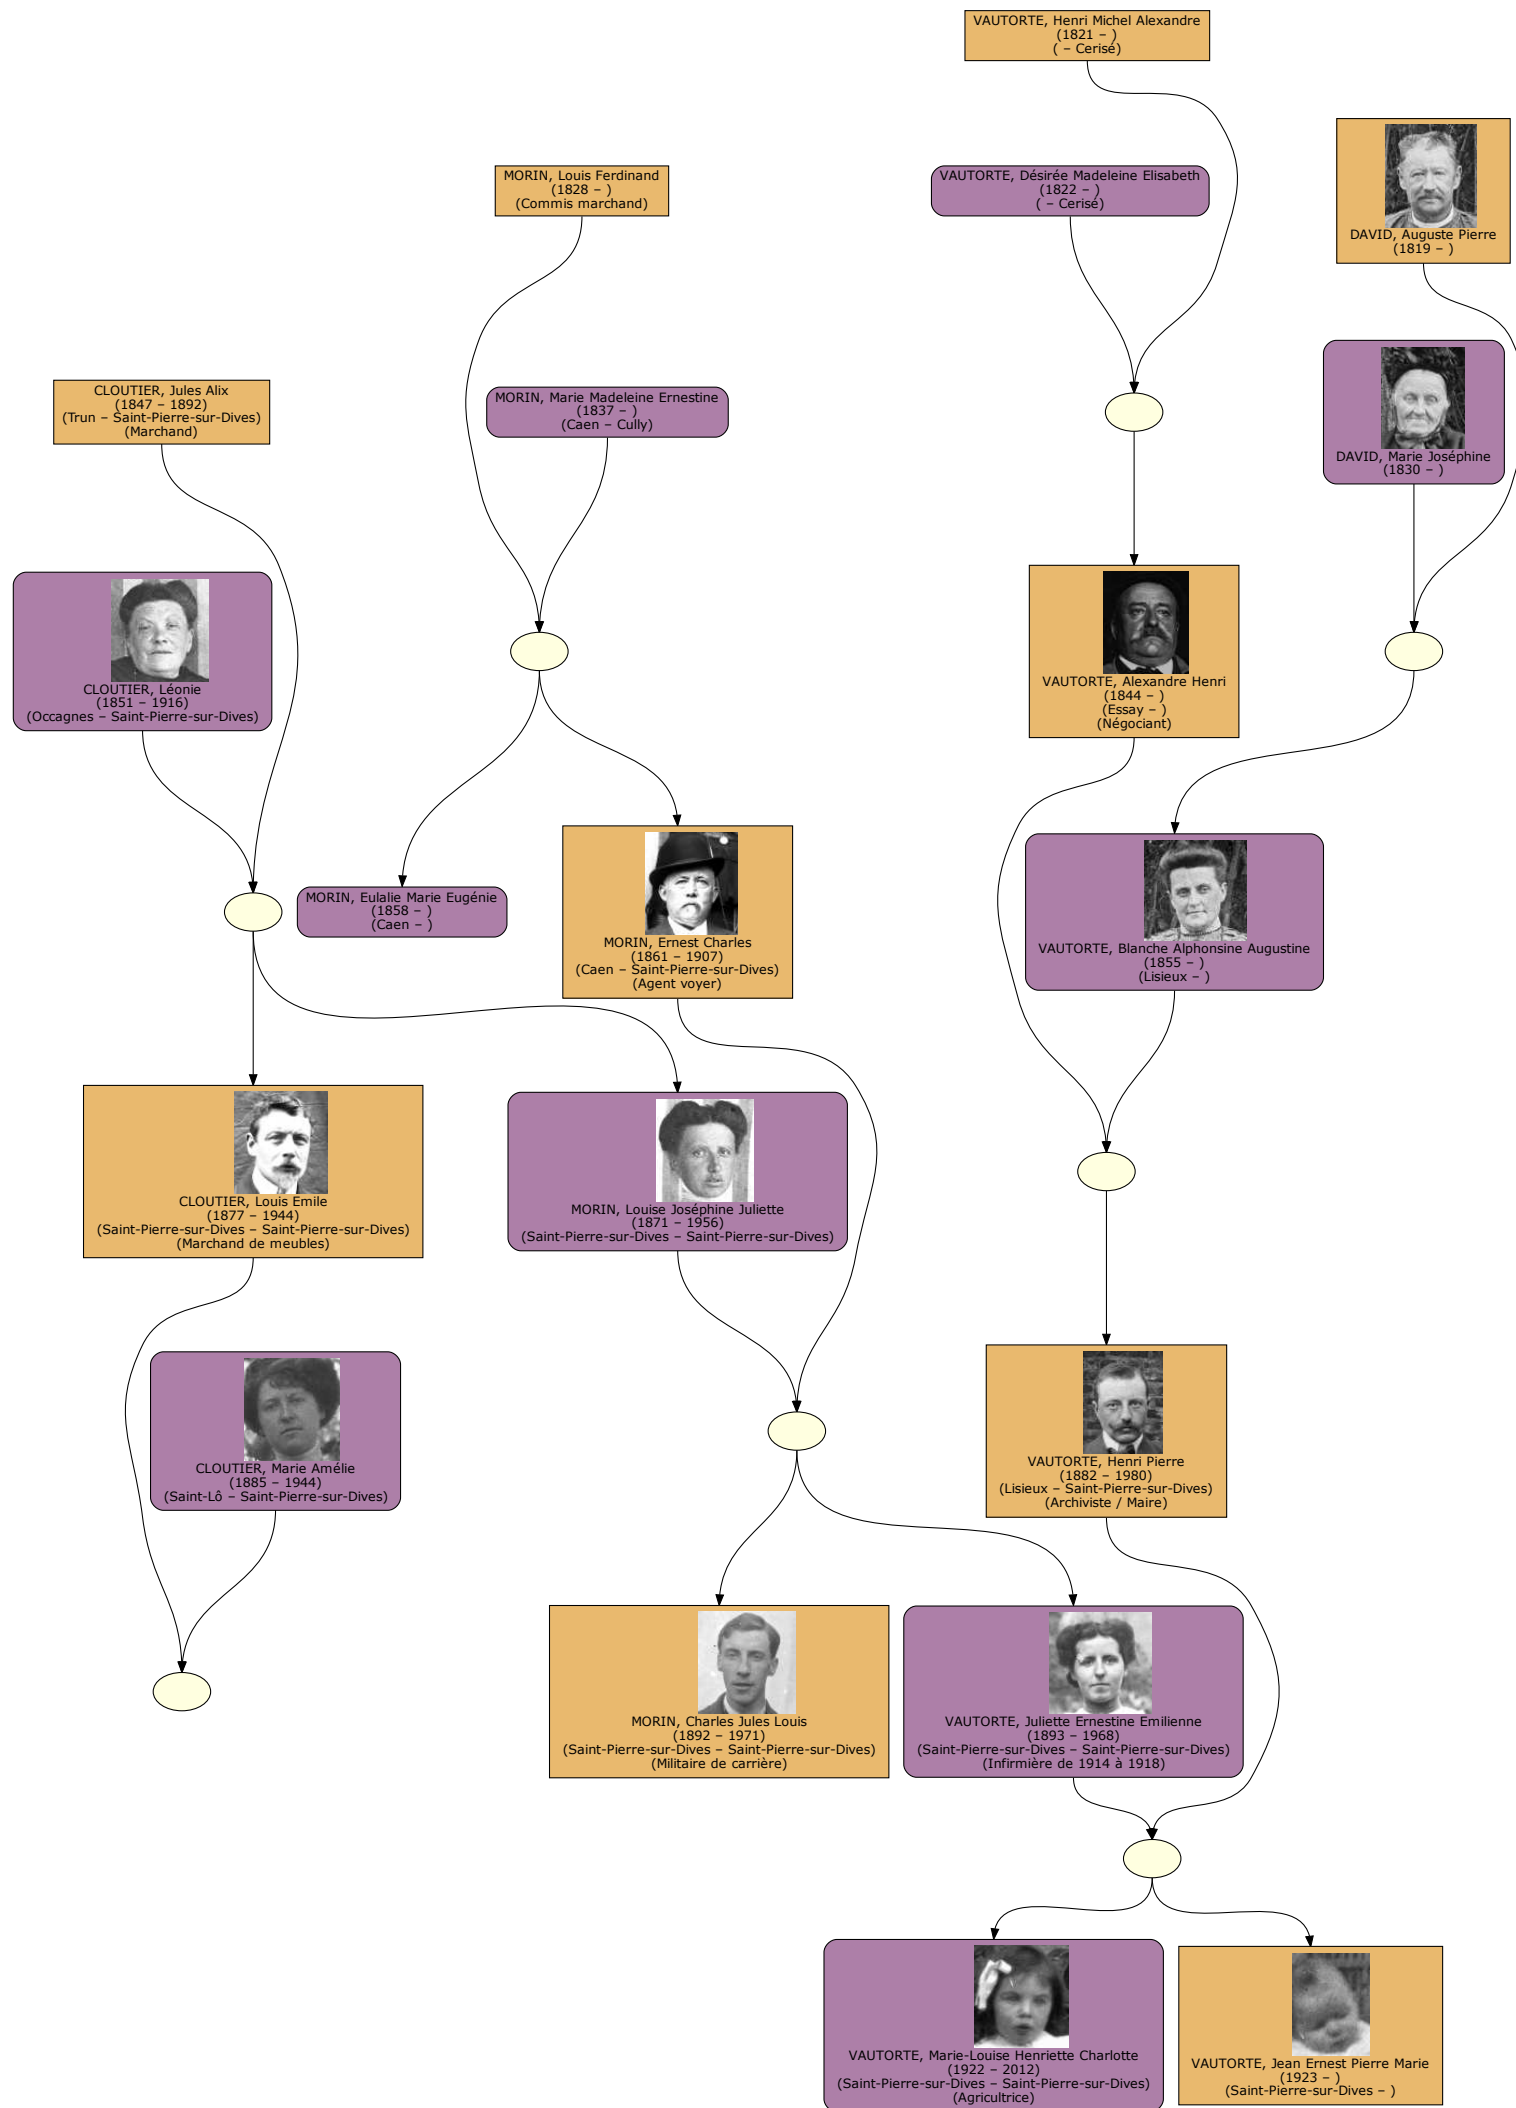 VAUTORTE, Henri Michel Alexandre
(1821 – )
( – Cerisé)
MORIN, Louis Ferdinand
(1828 – )
(Commis marchand)
VAUTORTE, Désirée Madeleine Elisabeth
(1822 – )
( – Cerisé)
DAVID, Auguste Pierre
(1819 – )
CLOUTIER, Jules Alix
(1847 – 1892)
(Trun – Saint-Pierre-sur-Dives)
(Marchand)
MORIN, Marie Madeleine Ernestine
(1837 – )
(Caen – Cully)
DAVID, Marie Joséphine
(1830 – )
CLOUTIER, Léonie
(1851 – 1916)
(Occagnes – Saint-Pierre-sur-Dives)
VAUTORTE, Alexandre Henri
(1844 – )
(Essay – )
(Négociant)
MORIN, Eulalie Marie Eugénie
(1858 – )
(Caen – )
MORIN, Ernest Charles
(1861 – 1907)
(Caen – Saint-Pierre-sur-Dives)
(Agent voyer)
VAUTORTE, Blanche Alphonsine Augustine
(1855 – )
(Lisieux – )
CLOUTIER, Louis Emile
(1877 – 1944)
(Saint-Pierre-sur-Dives – Saint-Pierre-sur-Dives)
(Marchand de meubles)
MORIN, Louise Joséphine Juliette
(1871 – 1956)
(Saint-Pierre-sur-Dives – Saint-Pierre-sur-Dives)
CLOUTIER, Marie Amélie
(1885 – 1944)
(Saint-Lô – Saint-Pierre-sur-Dives)
VAUTORTE, Henri Pierre
(1882 – 1980)
(Lisieux – Saint-Pierre-sur-Dives)
(Archiviste / Maire)
MORIN, Charles Jules Louis
(1892 – 1971)
(Saint-Pierre-sur-Dives – Saint-Pierre-sur-Dives)
(Militaire de carrière)
VAUTORTE, Juliette Ernestine Emilienne
(1893 – 1968)
(Saint-Pierre-sur-Dives – Saint-Pierre-sur-Dives)
(Infirmière de 1914 à 1918)
VAUTORTE, Marie-Louise Henriette Charlotte
(1922 – 2012)
(Saint-Pierre-sur-Dives – Saint-Pierre-sur-Dives)
(Agricultrice)
VAUTORTE, Jean Ernest Pierre Marie
(1923 – )
(Saint-Pierre-sur-Dives – )